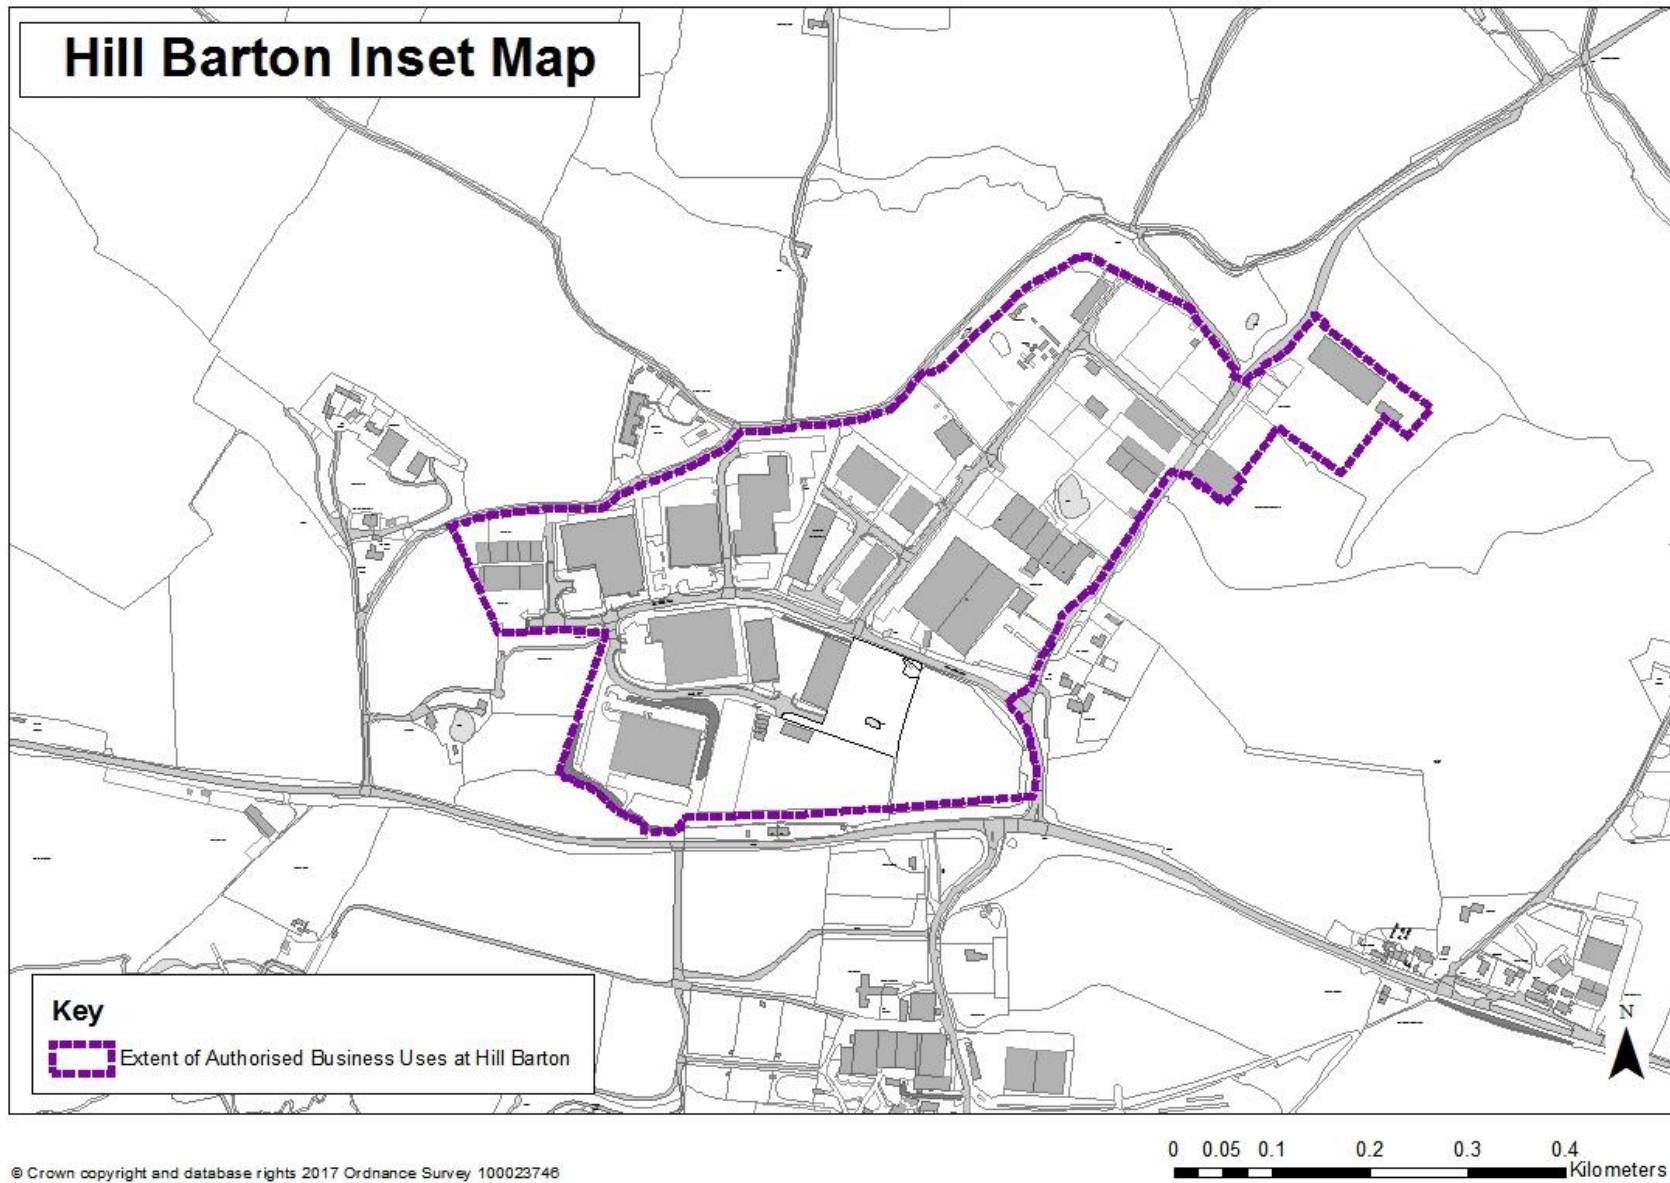 Hill Barton Inset Map
Key
Extent of Authorised Business Uses at Hill Barton
N
© Crown copyright and database rights 2017 Ordnance Survey 100023746
0 0.05 0.1 0.2 0.3 0.4
Kilometers